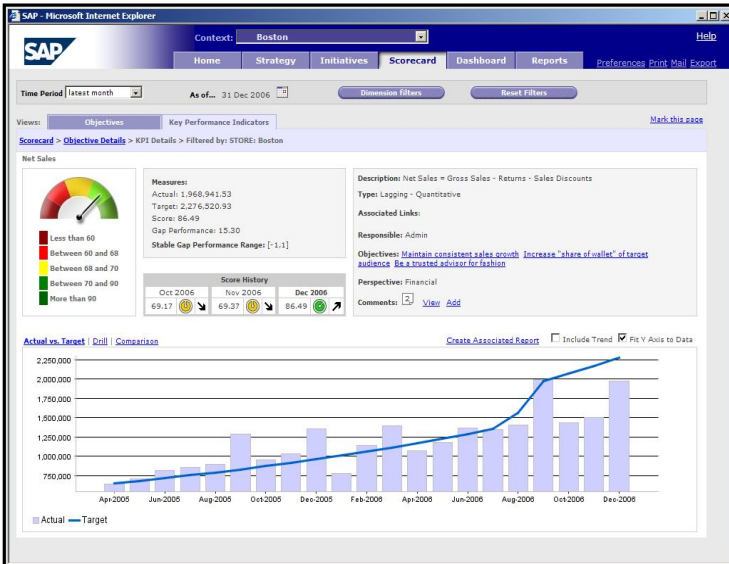 SAP - Microsoft Internet Explorer
Context: Boston
Help
SAP
Home Strategy Initiatives Scorecard Dashboard Reports
Preferences Print Mail Export
Time Period latest month As of... 31 Dec 2006 Dimension filters Reset Filters
Views: Objectives Key Performance Indicators Mark this page
Scorecard > Objective Details > KPI Details > Filtered by: STORE: Boston
Net Sales
Less than 60
Between 60 and 68
Between 68 and 70
Between 70 and 90
More than 90
Measures:
Actual: 1,968,941.53
Target: 2,276,520.93
Score: 86.49
Gap Performance: 15.30
Stable Gap Performance Range: [-1,1]
Score History
Oct 2006 Nov 2006 Dec 2006
69.17 69.37 86.49
Description: Net Sales = Gross Sales - Returns - Sales Discounts
Type: Lagging - Quantitative
Associated Links:
Responsible: Admin
Objectives: Maintain consistent sales growth Increase "share of wallet" of target
audience Be a trusted advisor for fashion
Perspective: Financial
Comments: 2 View Add
Actual vs. Target | Drill | Comparison Create Associated Report Include Trend Fit Y Axis to Data
2,250,000
2,000,000
1,750,000
1,500,000
1,250,000
1,000,000
750,000
Apr-2005 Jun-2005 Aug-2005 Oct-2005 Dec-2005 Feb-2006 Apr-2006 Jun-2006 Aug-2006 Oct-2006 Dec-2006
Actual Target